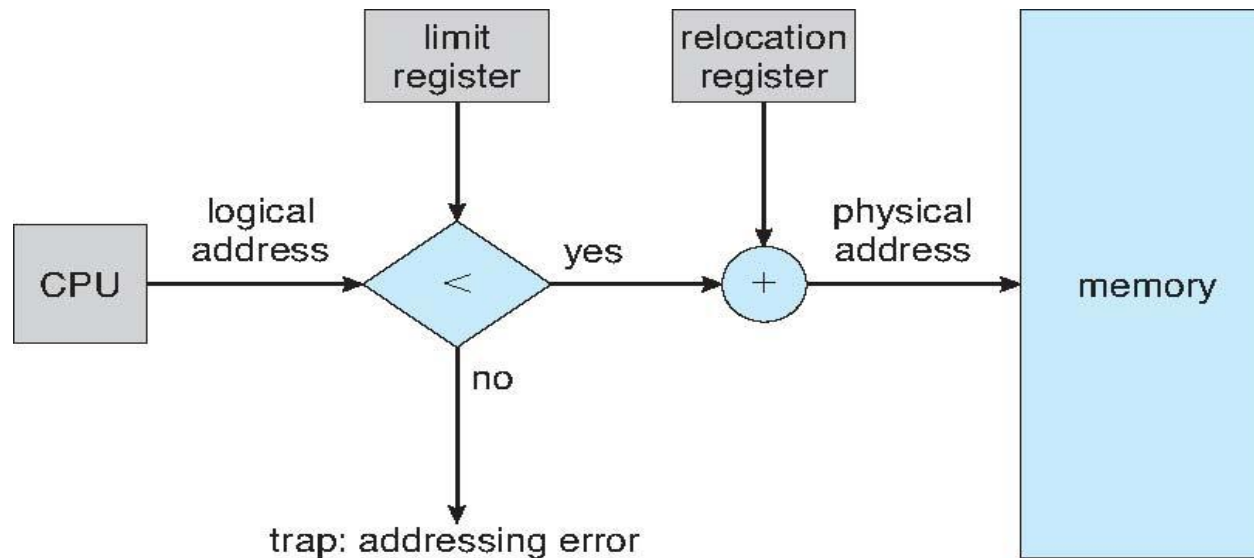 limit
register
relocation
register
logical
address
physical
address
CPU
<
yes
+
memory
no
trap: addressing error